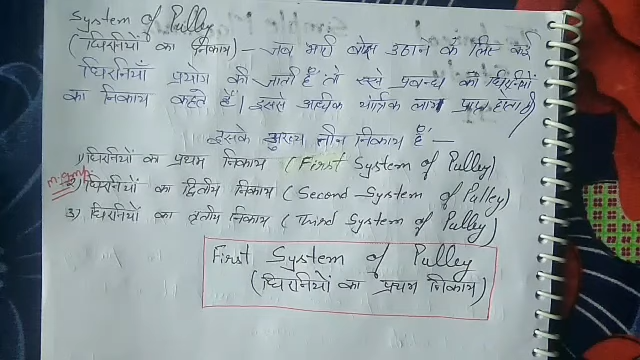 System of Pulley
(घिरनियों का निकाय) - जब भारी बोझ उठाने के लिए कई
घिरनियाँ प्रयोग की जाती हैं तो इस प्रबन्ध को घिरनियों
का निकाय कहते हैं। इससे अधिक यांत्रिक लाभ प्राप्त होता है।
इसके मुख्य तीन निकाय हैं -
1) घिरनियों का प्रथम निकाय (First System of Pulley)
m.Imp
2) घिरनियों का द्वितीय निकाय (Second System of Pulley)
3) घिरनियों का तृतीय निकाय (Third System of Pulley)
First System of Pulley
(घिरनियों का प्रथम निकाय)